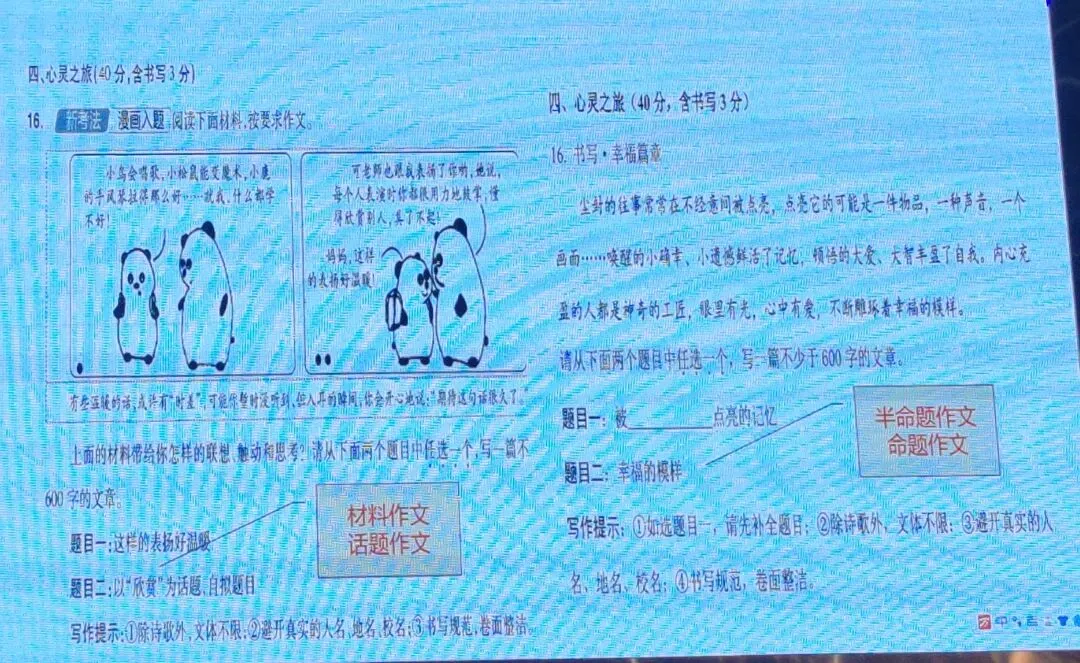 四、心灵之旅(40分,含书写3分)
16. 新考法 漫画入题 阅读下面材料,按要求作文。
小鸟会唱歌,小松鼠能变魔术,小鹿
的手风琴拉得那么好……就我,什么都学
不好!
可老师也跟我表扬了你哟,她说,
每个人表演时你都很用力地鼓掌,懂
得欣赏别人,真了不起!
妈妈,这样
的表扬好温暖!
有些温暖的话,或许有“时差”,可能你暂时没听到,但入耳的瞬间,你会开心地说:“期待这句话很久了。
上面的材料带给你怎样的联想、触动和思考?请从下面两个题目中任选一个,写一篇不
600字的文章。
题目一:这样的表扬好温暖
题目二:以“欣赏”为话题,自拟题目
写作提示:①除诗歌外,文体不限;②避开真实的人名、地名、校名;③书写规范,卷面整洁。
材料作文
话题作文
四、心灵之旅(40分,含书写3分)
16. 书写·幸福篇章
尘封的往事常常在不经意间被点亮,点亮它的可能是一件物品,一种声音,一个
画面……唤醒的小确幸、小遗憾鲜活了记忆,顿悟的大爱、大智丰盈了自我。内心充
盈的人都是神奇的工匠,眼里有光,心中有爱,不断雕琢着幸福的模样。
请从下面两个题目中任选一个,写一篇不少于600字的文章。
题目一:被________点亮的记忆
题目二:幸福的模样
半命题作文
命题作文
写作提示:①如选题目一,请先补全题目;②除诗歌外,文体不限;③避开真实的人
名、地名、校名;④书写规范,卷面整洁。